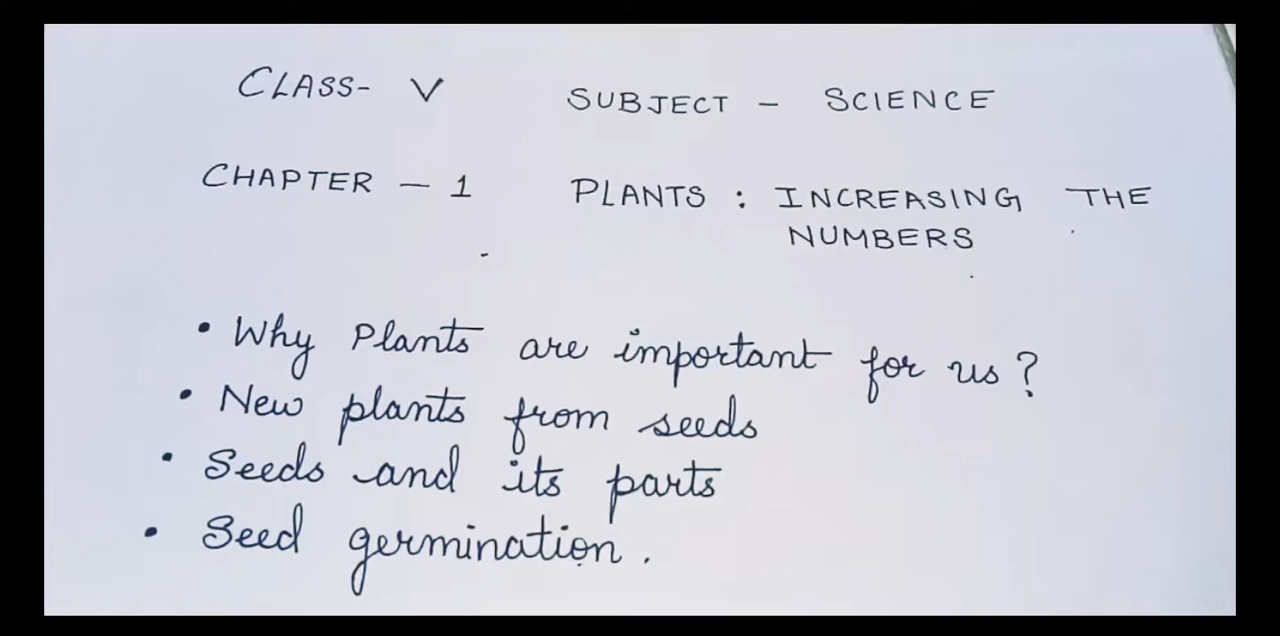 CLASS- V SUBJECT - SCIENCE
CHAPTER - 1 PLANTS : INCREASING THE
NUMBERS
• Why Plants are important for us?
• New plants from seeds
• Seeds and its parts
• Seed germination.